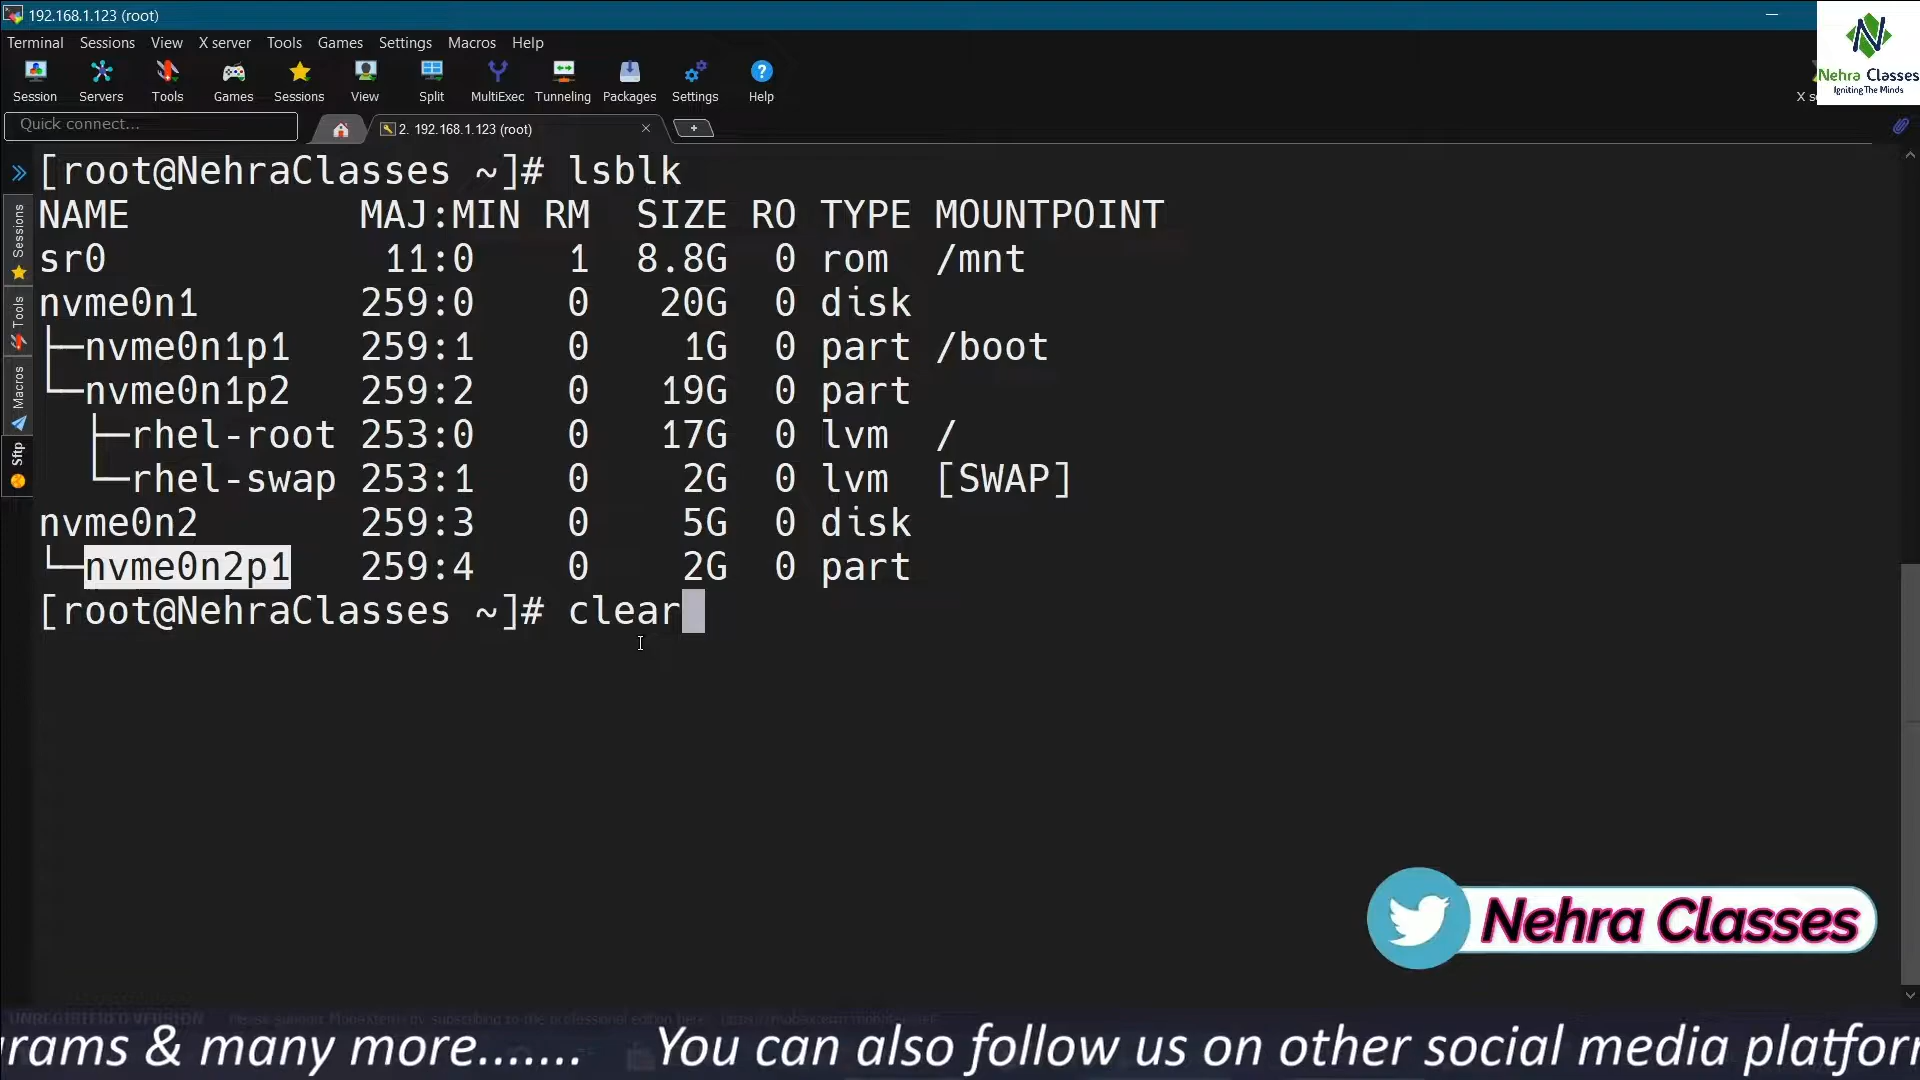 192.168.1.123 (root)
Terminal Sessions View X server Tools Games Settings Macros Help
Session Servers Tools Games Sessions View Split MultiExec Tunneling Packages Settings Help
X s
Nehra Classes
Igniting The Minds
Quick connect...
2. 192.168.1.123 (root)
Sessions
Tools
Macros
Sftp
[root@NehraClasses ~]# lsblk
NAME MAJ:MIN RM SIZE RO TYPE MOUNTPOINT
sr0 11:0 1 8.8G 0 rom /mnt
nvme0n1 259:0 0 20G 0 disk
├─nvme0n1p1 259:1 0 1G 0 part /boot
└─nvme0n1p2 259:2 0 19G 0 part
├─rhel-root 253:0 0 17G 0 lvm /
└─rhel-swap 253:1 0 2G 0 lvm [SWAP]
nvme0n2 259:3 0 5G 0 disk
└─nvme0n2p1 259:4 0 2G 0 part
[root@NehraClasses ~]# clear
Nehra Classes
UNREGISTERED VERSION
rams & many more....... You can also follow us on other social media platfor